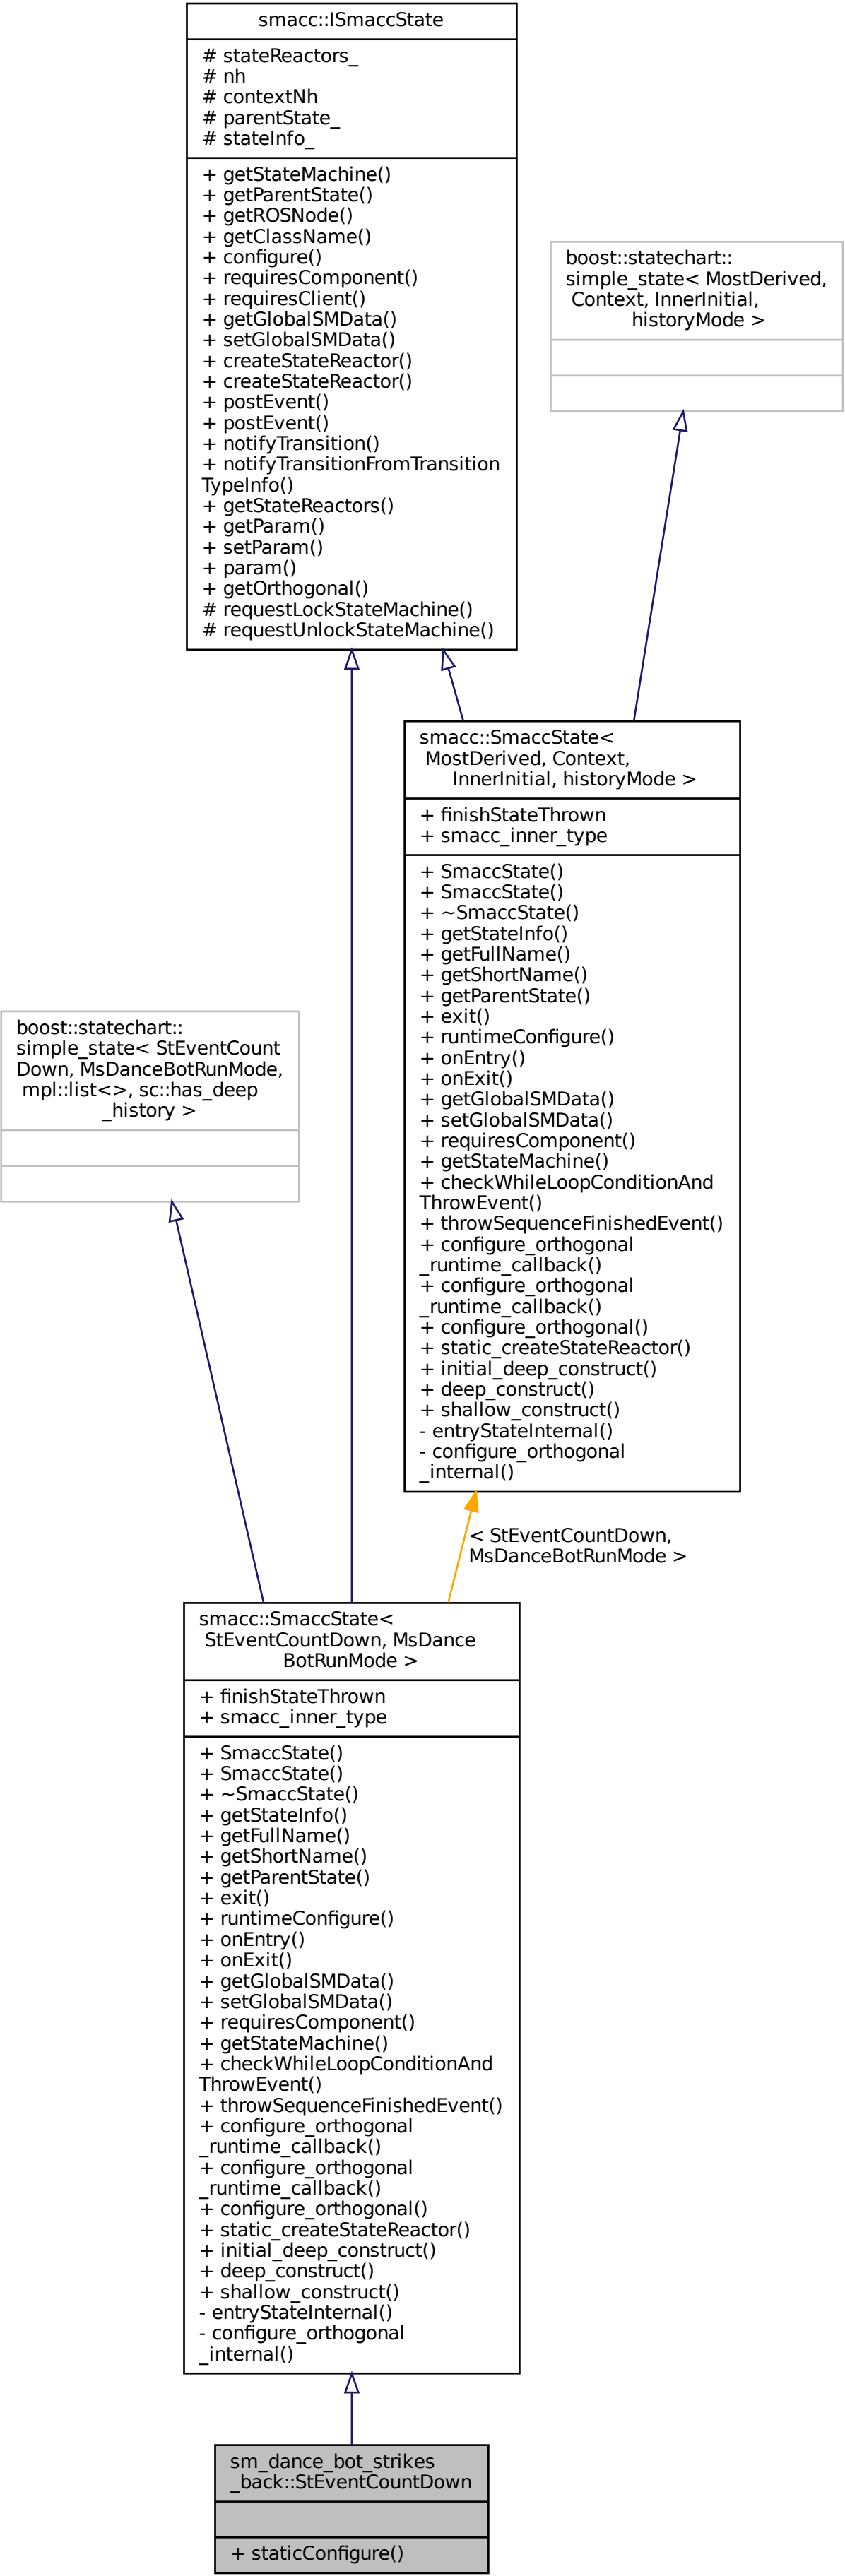 smacc::ISmaccState
# stateReactors_
# nh
# contextNh
# parentState_
# stateInfo_
+ getStateMachine()
+ getParentState()
+ getROSNode()
+ getClassName()
+ configure()
+ requiresComponent()
+ requiresClient()
+ getGlobalSMData()
+ setGlobalSMData()
+ createStateReactor()
+ createStateReactor()
+ postEvent()
+ postEvent()
+ notifyTransition()
+ notifyTransitionFromTransition
TypeInfo()
+ getStateReactors()
+ getParam()
+ setParam()
+ param()
+ getOrthogonal()
# requestLockStateMachine()
# requestUnlockStateMachine()
boost::statechart::
simple_state< MostDerived,
Context, InnerInitial,
historyMode >
smacc::SmaccState<
MostDerived, Context,
InnerInitial, historyMode >
+ finishStateThrown
+ smacc_inner_type
+ SmaccState()
+ SmaccState()
+ ~SmaccState()
+ getStateInfo()
+ getFullName()
+ getShortName()
+ getParentState()
+ exit()
+ runtimeConfigure()
+ onEntry()
+ onExit()
+ getGlobalSMData()
+ setGlobalSMData()
+ requiresComponent()
+ getStateMachine()
+ checkWhileLoopConditionAnd
ThrowEvent()
+ throwSequenceFinishedEvent()
+ configure_orthogonal
_runtime_callback()
+ configure_orthogonal
_runtime_callback()
+ configure_orthogonal()
+ static_createStateReactor()
+ initial_deep_construct()
+ deep_construct()
+ shallow_construct()
- entryStateInternal()
- configure_orthogonal
_internal()
boost::statechart::
simple_state< StEventCount
Down, MsDanceBotRunMode,
mpl::list<>, sc::has_deep
_history >
< StEventCountDown,
MsDanceBotRunMode >
smacc::SmaccState<
StEventCountDown, MsDance
BotRunMode >
+ finishStateThrown
+ smacc_inner_type
+ SmaccState()
+ SmaccState()
+ ~SmaccState()
+ getStateInfo()
+ getFullName()
+ getShortName()
+ getParentState()
+ exit()
+ runtimeConfigure()
+ onEntry()
+ onExit()
+ getGlobalSMData()
+ setGlobalSMData()
+ requiresComponent()
+ getStateMachine()
+ checkWhileLoopConditionAnd
ThrowEvent()
+ throwSequenceFinishedEvent()
+ configure_orthogonal
_runtime_callback()
+ configure_orthogonal
_runtime_callback()
+ configure_orthogonal()
+ static_createStateReactor()
+ initial_deep_construct()
+ deep_construct()
+ shallow_construct()
- entryStateInternal()
- configure_orthogonal
_internal()
sm_dance_bot_strikes
_back::StEventCountDown
+ staticConfigure()